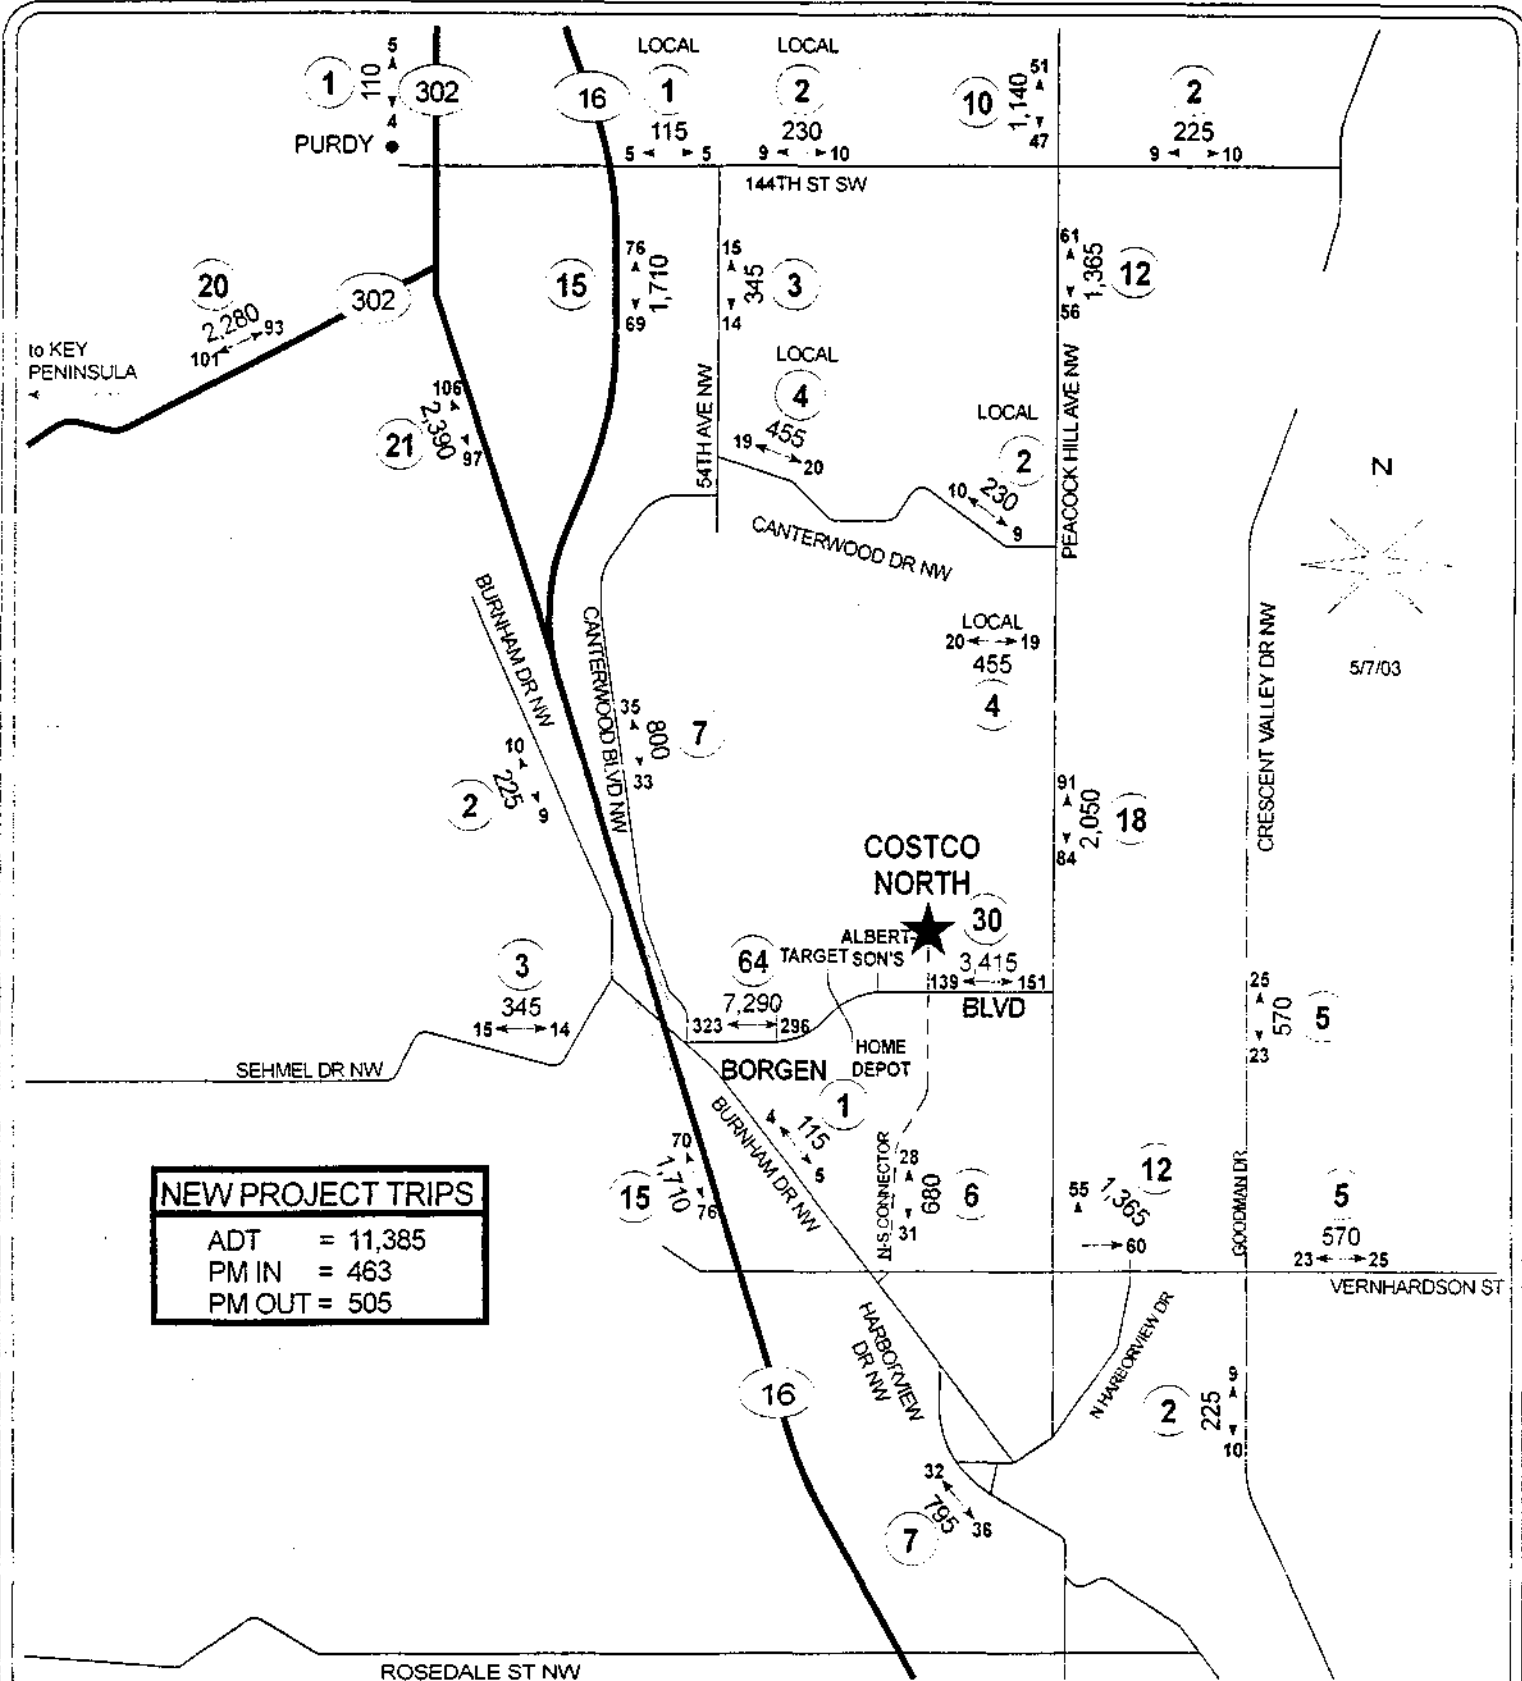 LOCAL
LOCAL
5
1
110
302
16
1
2
10
1,140
51
2
4
115
230
47
225
PURDY
5
5
9
10
9
10
144TH ST SW
20
2,280
93
101
302
15
76
1,710
69
15
345
14
3
61
1,365
56
12
to KEY
PENINSULA
LOCAL
4
455
19
20
54TH AVE NW
PEACOCK HILL AVE NW
106
2,390
97
21
LOCAL
2
10
230
9
N
CANTERWOOD DR NW
BURNHAM DR NW
CANTERWOOD BLVD NW
LOCAL
20
19
455
4
CRESCENT VALLEY DR NW
5/7/03
35
800
33
7
10
225
9
2
91
2,050
84
18
COSTCO
NORTH
30
ALBERT-
SON'S
TARGET
3,415
139
151
BLVD
3
345
15
14
64
7,290
323
296
25
570
23
5
SEHMEL DR NW
BORGEN
HOME
DEPOT
1
4
115
5
BURNHAM DR NW
70
1,710
76
15
N-S CONNECTOR
28
680
31
6
12
55
1,365
60
GOODMAN DR
5
570
23
25
VERNHARDSON ST
NEW PROJECT TRIPS
ADT = 11,385
PM IN = 463
PM OUT = 505
HARBORVIEW
DR NW
N HARBORVIEW DR
16
2
9
225
10
32
795
36
7
ROSEDALE ST NW